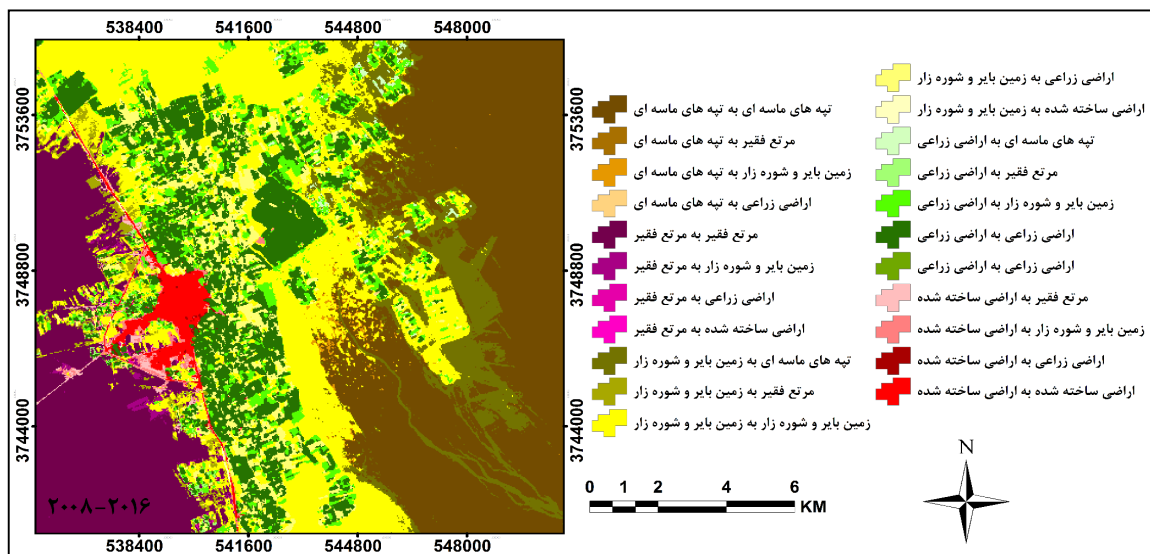 538400 541600 544800 548000
3753600
3748800
3744000
۲۰۰۸-۲۰۱۶
3753600
3748800
3744000
538400 541600 544800 548000
تپه های ماسه ای به تپه های ماسه ای
مرتع فقیر به تپه های ماسه ای
زمین بایر و شوره زار به تپه های ماسه ای
اراضی زراعی به تپه های ماسه ای
مرتع فقیر به مرتع فقیر
زمین بایر و شوره زار به مرتع فقیر
اراضی زراعی به مرتع فقیر
اراضی ساخته شده به مرتع فقیر
تپه های ماسه ای به زمین بایر و شوره زار
مرتع فقیر به زمین بایر و شوره زار
زمین بایر و شوره زار به زمین بایر و شوره زار
اراضی زراعی به زمین بایر و شوره زار
اراضی ساخته شده به زمین بایر و شوره زار
تپه های ماسه ای به اراضی زراعی
مرتع فقیر به اراضی زراعی
زمین بایر و شوره زار به اراضی زراعی
اراضی زراعی به اراضی زراعی
اراضی زراعی به اراضی زراعی
مرتع فقیر به اراضی ساخته شده
زمین بایر و شوره زار به اراضی ساخته شده
اراضی زراعی به اراضی ساخته شده
اراضی ساخته شده به اراضی ساخته شده
N
0 1 2 4 6
KM